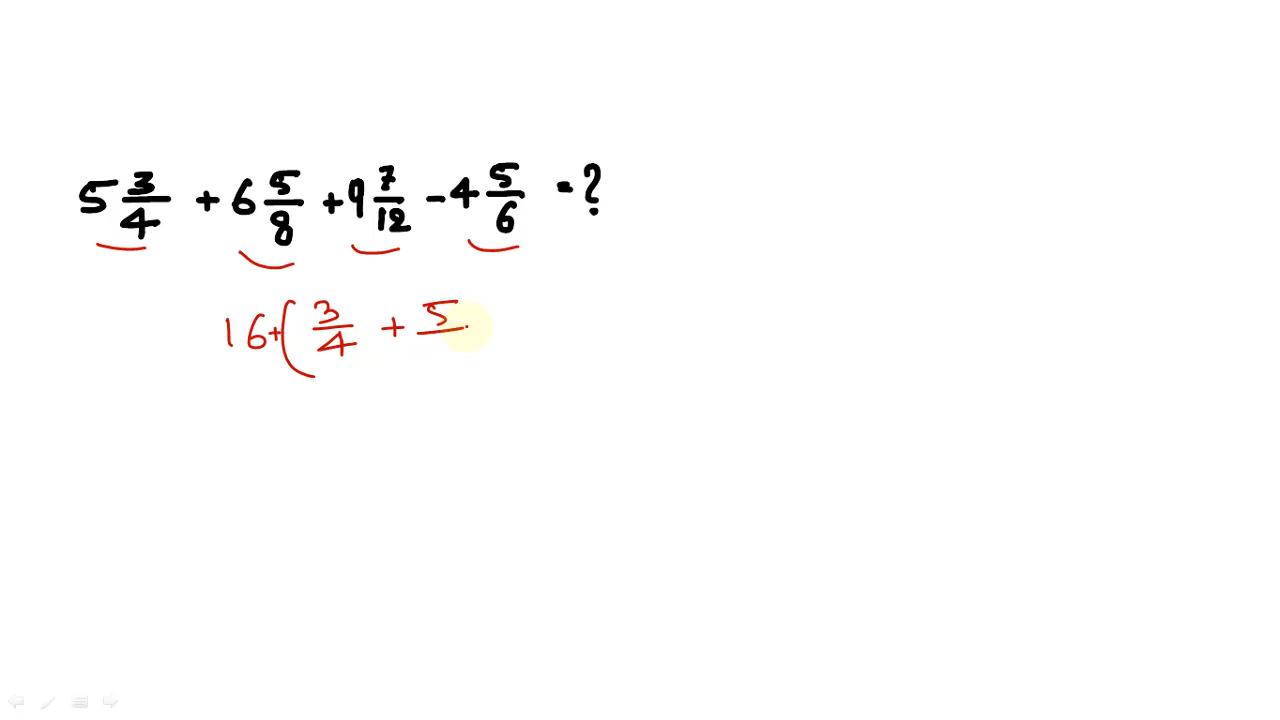 5 3/4 + 6 5/8 + 9 7/12 - 4 5/6 = ?
16+( 3/4 + 5/